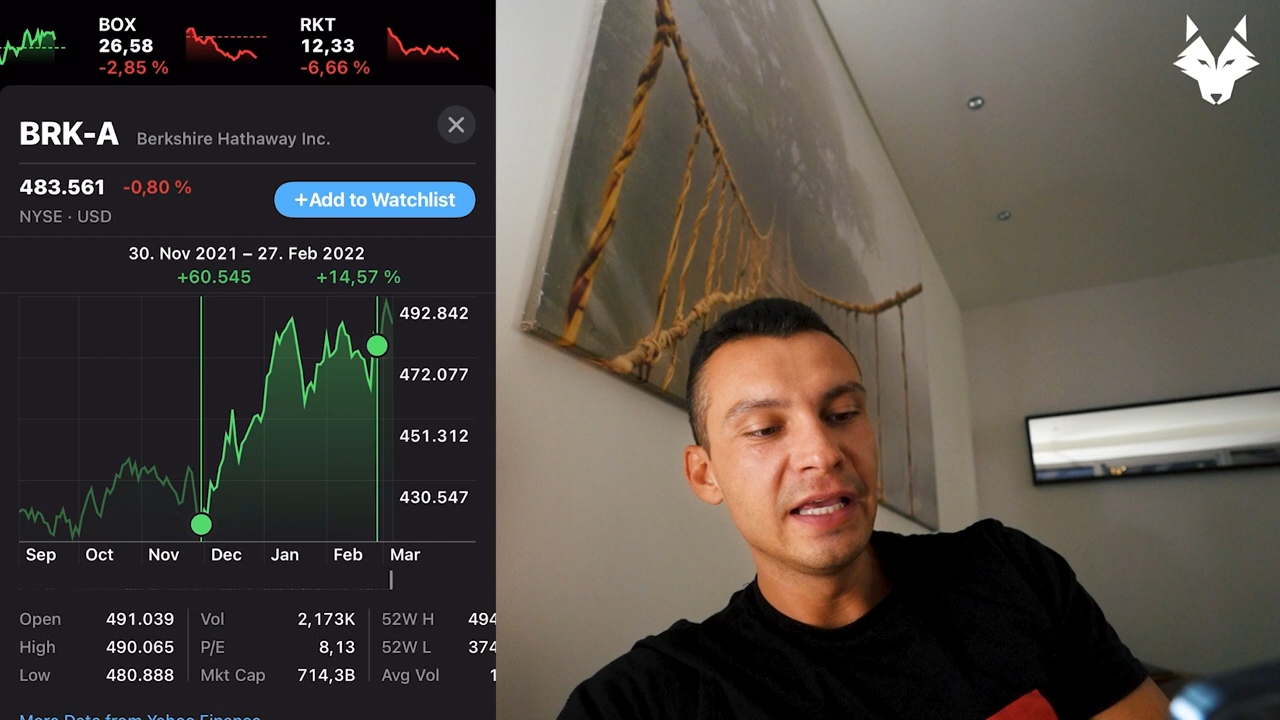 BOX
26,58
-2,85 %
RKT
12,33
-6,66 %
BRK-A Berkshire Hathaway Inc.
483.561 -0,80 %
+Add to Watchlist
NYSE · USD
30. Nov 2021 – 27. Feb 2022
+60.545 +14,57 %
492.842
472.077
451.312
430.547
Sep Oct Nov Dec Jan Feb Mar
Open 491.039 Vol 2,173K 52W H 494
High 490.065 P/E 8,13 52W L 374
Low 480.888 Mkt Cap 714,3B Avg Vol 1
More Data from Yahoo Finance